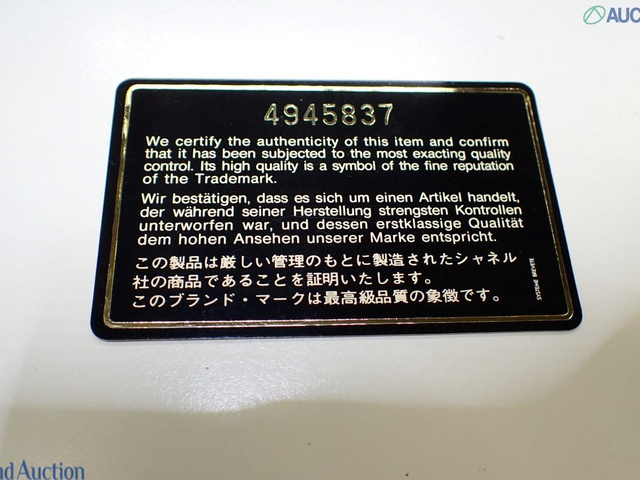 AUC
4945837
We certify the authenticity of this item and confirm
that it has been subjected to the most exacting quality
control. Its high quality is a symbol of the fine reputation
of the Trademark.
Wir bestätigen, dass es sich um einen Artikel handelt,
der während seiner Herstellung strengsten Kontrollen
unterworfen war, und dessen erstklassige Qualität
dem hohen Ansehen unserer Marke entspricht.
この製品は厳しい管理のもとに製造されたシャネル
社の商品であることを証明いたします。
このブランド・マークは最高級品質の象徴です。
SYSTEME BREVETE
nd Auction